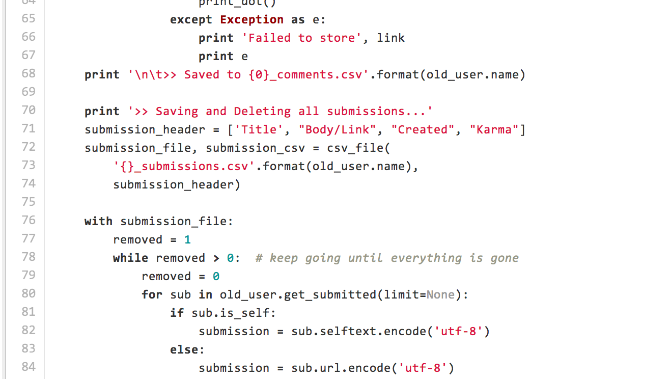 64 print_dot()
65 except Exception as e:
66 print 'Failed to store', link
67 print e
68 print '\n\t>> Saved to {0}_comments.csv'.format(old_user.name)
69
70 print '>> Saving and Deleting all submissions...'
71 submission_header = ['Title', "Body/Link", "Created", "Karma"]
72 submission_file, submission_csv = csv_file(
73 '{}_submissions.csv'.format(old_user.name),
74 submission_header)
75
76 with submission_file:
77 removed = 1
78 while removed > 0: # keep going until everything is gone
79 removed = 0
80 for sub in old_user.get_submitted(limit=None):
81 if sub.is_self:
82 submission = sub.selftext.encode('utf-8')
83 else:
84 submission = sub.url.encode('utf-8')